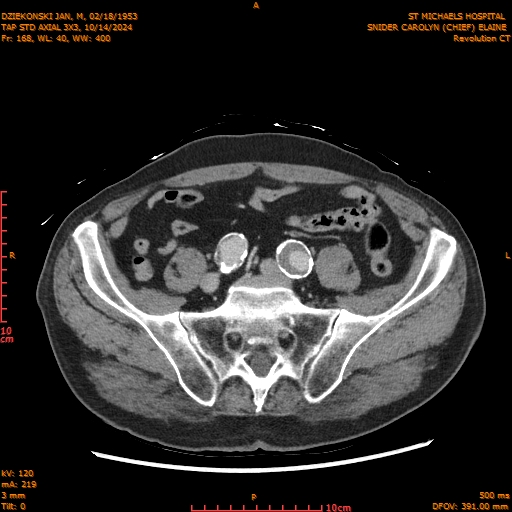 A
DZIEKONSKI JAN, M, 02/18/1953
TAP STD AXIAL 3X3, 10/14/2024
Fr: 168, WL: 40, WW: 400
ST MICHAELS HOSPITAL
SNIDER CAROLYN (CHIEF) ELAINE
Revolution CT
R
L
10
cm
kV: 120
mA: 219
3 mm
Tilt: 0
P
10cm
500 ms
DFOV: 391.00 mm